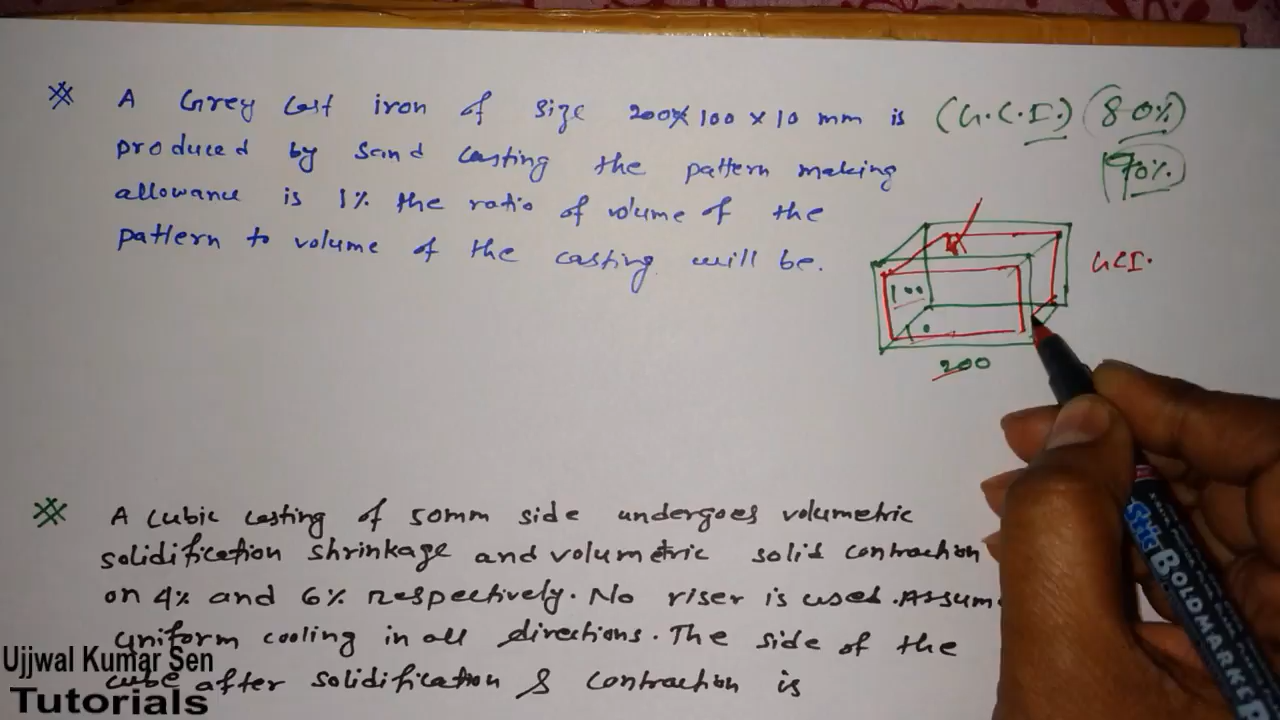 A Grey Cast iron of size 200 x 100 x 10 mm is (G.C.I.) 80%
produced by sand casting the pattern making 90%
allowance is 1% the ratio of volume of the
pattern to volume of the casting will be.
GCI.
100
200
A cubic casting of 50mm side undergoes volumetric
solidification shrinkage and volumetric solid contraction
on 4% and 6% respectively. No riser is used. Assum
uniform cooling in all directions. The side of the
cube after solidification & contraction is
Ujjwal Kumar Sen
Tutorials
BOLDMARKER